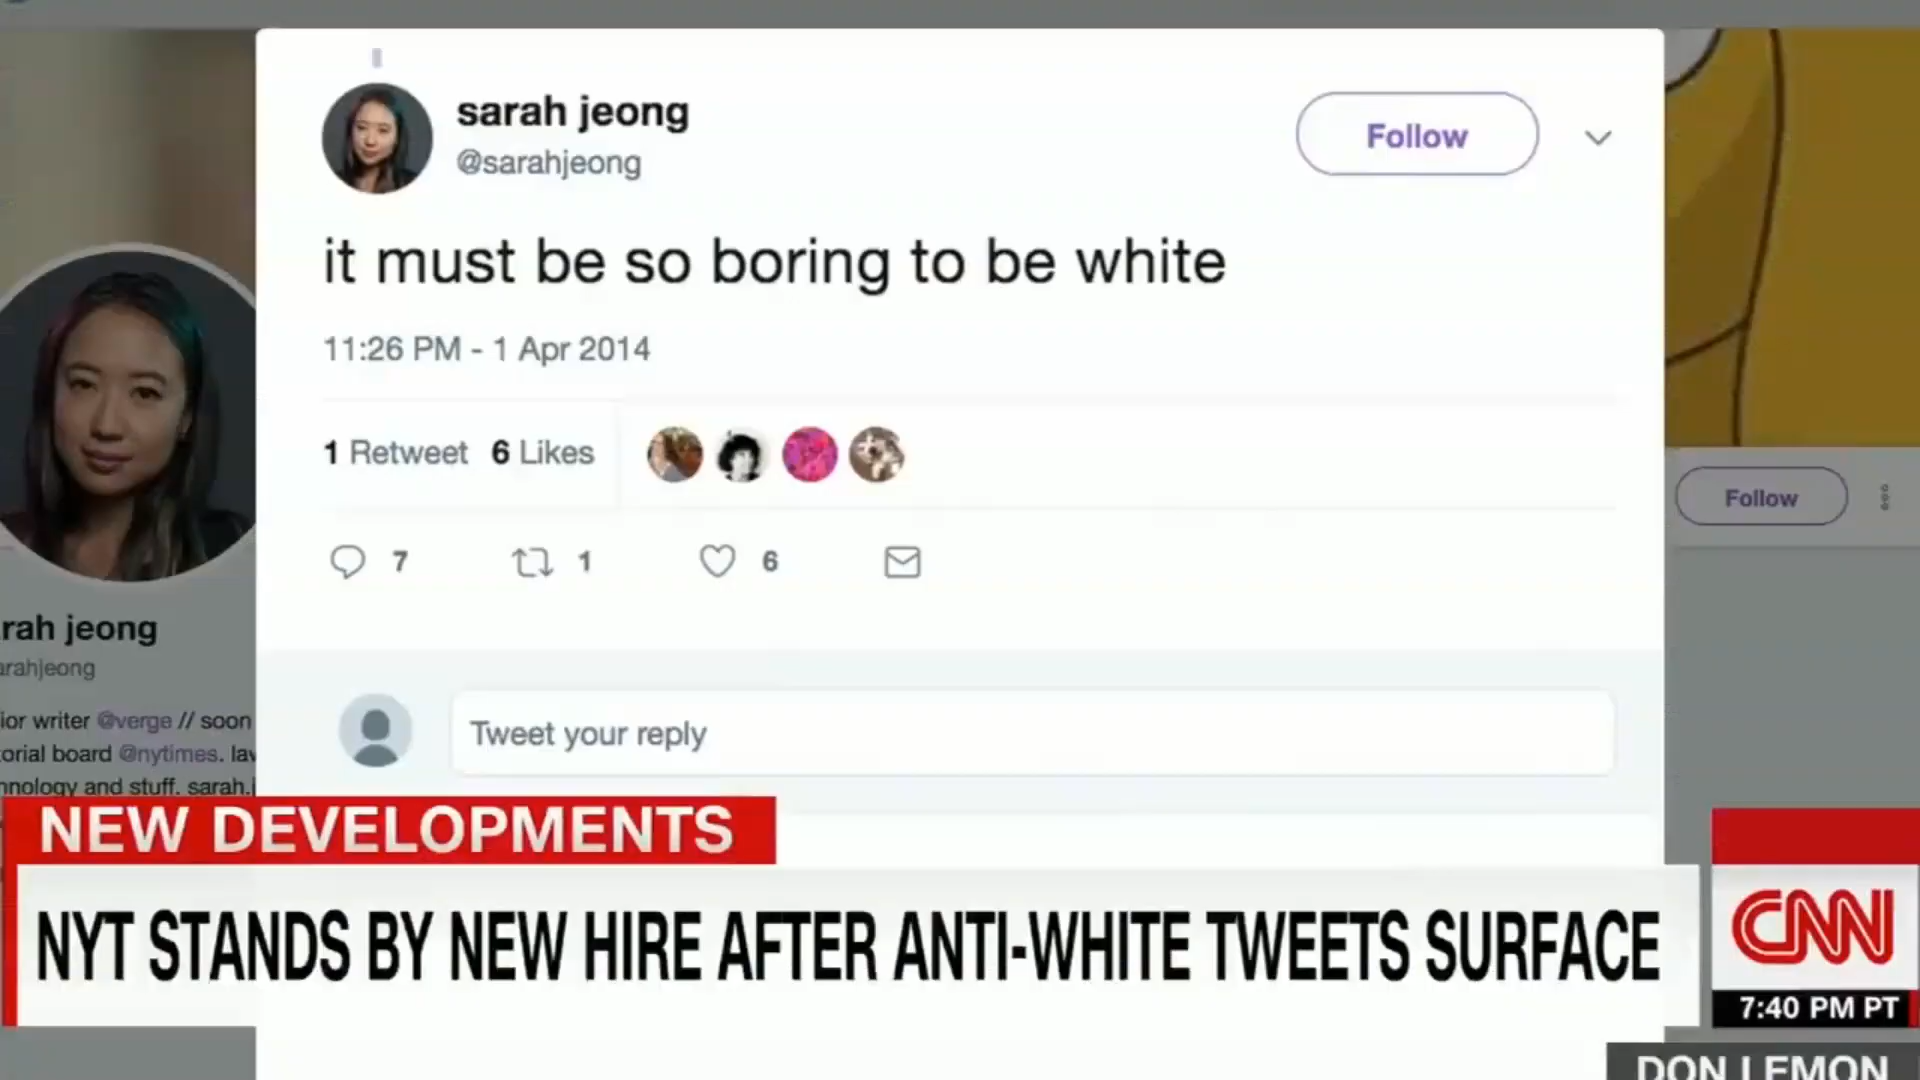 sarah jeong
@sarahjeong
Follow
it must be so boring to be white
11:26 PM - 1 Apr 2014
1 Retweet 6 Likes
7 1 6
Tweet your reply
Follow
rah jeong
arahjeong
ior writer @verge // soon
orial board @nytimes. law
hnology and stuff. sarah.j
NEW DEVELOPMENTS
NYT STANDS BY NEW HIRE AFTER ANTI-WHITE TWEETS SURFACE
CNN
7:40 PM PT
DON LEMON